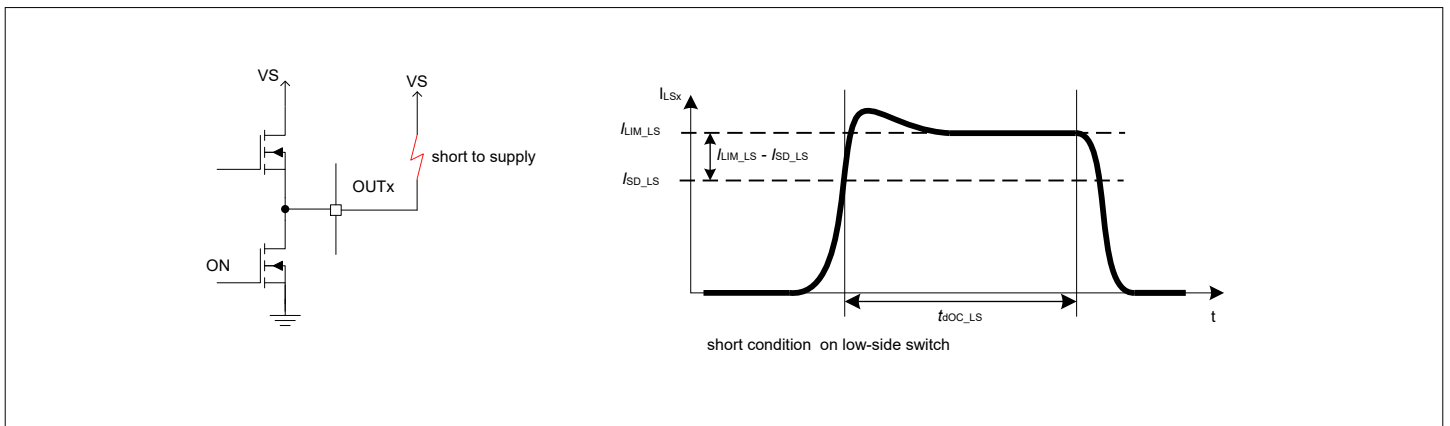 VS
VS
short to supply
OUTx
ON
ILSx
ILIM_LS
ILIM_LS - ISD_LS
ISD_LS
tdOC_LS
t
short condition on low-side switch